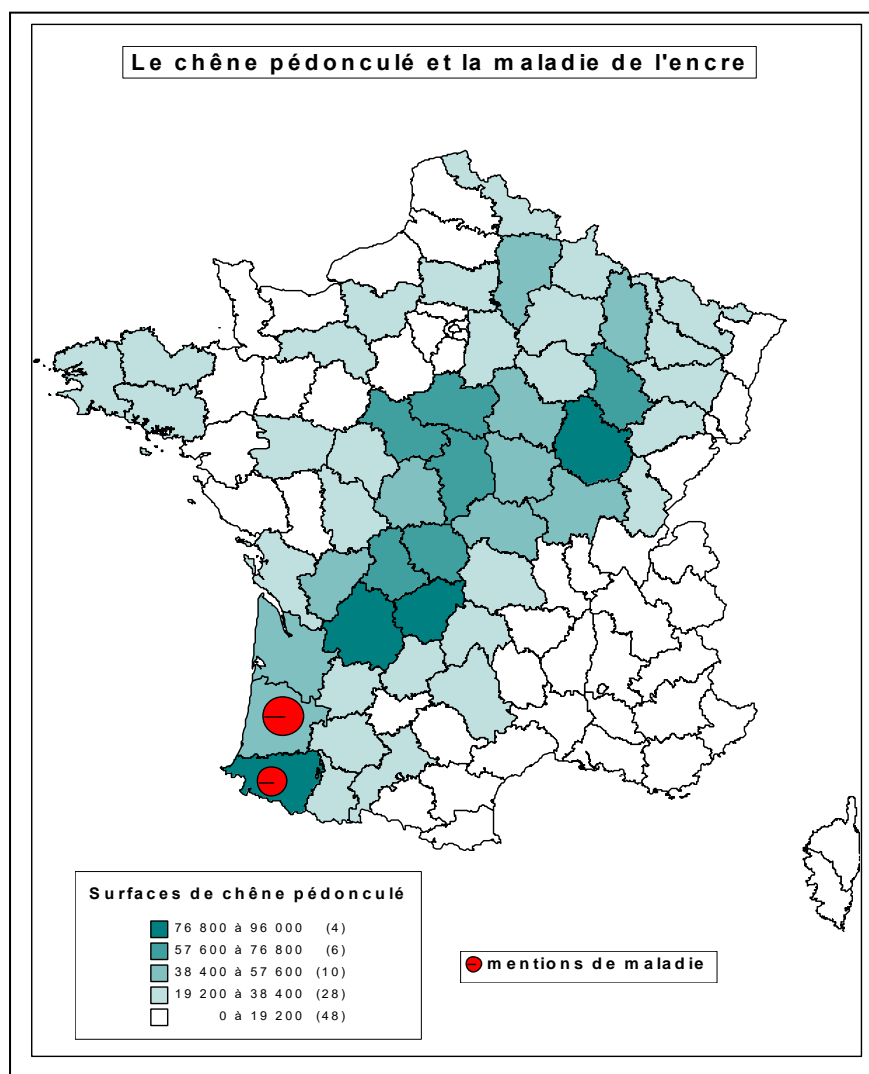 Le chêne pédonculé et la maladie de l'encre
Surfaces de chêne pédonculé
76 800 à 96 000 (4)
57 600 à 76 800 (6)
38 400 à 57 600 (10)
19 200 à 38 400 (28)
0 à 19 200 (48)
mentions de maladie